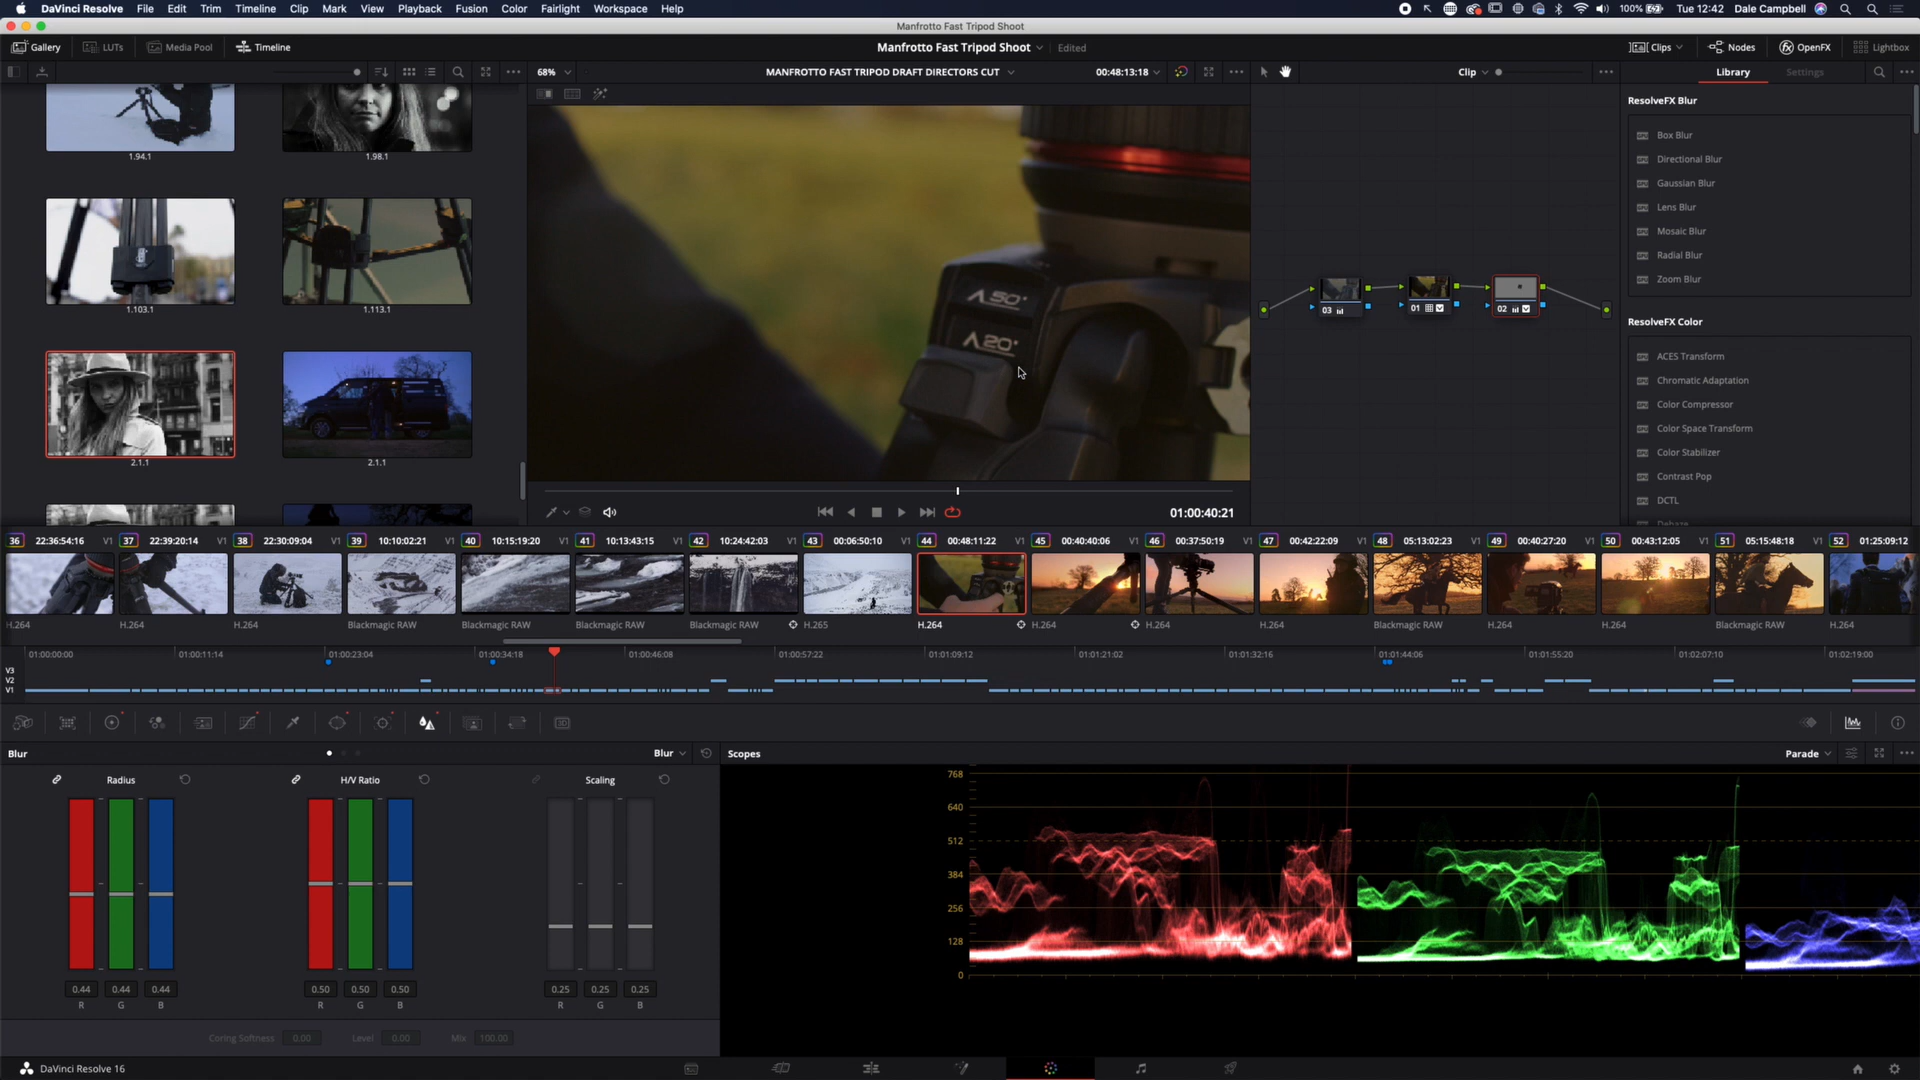 DaVinci Resolve File Edit Trim Timeline Clip Mark View Playback Fusion Color Fairlight Workspace Help 100% Tue 12:42 Dale Campbell
Manfrotto Fast Tripod Shoot
Gallery LUTs Media Pool Timeline Manfrotto Fast Tripod Shoot Edited Clips Nodes OpenFX Lightbox
68% MANFROTTO FAST TRIPOD DRAFT DIRECTORS CUT 00:48:13:18 Clip Library Settings
ResolveFX Blur
Box Blur
Directional Blur
Gaussian Blur
Lens Blur
Mosaic Blur
Radial Blur
Zoom Blur
ResolveFX Color
ACES Transform
Chromatic Adaptation
Color Compressor
Color Space Transform
Color Stabilizer
Contrast Pop
DCTL
1.94.1 1.98.1
1.103.1 1.113.1
2.1.1 2.1.1
50°
20°
03 01 02
01:00:40:21
36 22:36:54:16 V1 37 22:39:20:14 V1 38 22:30:09:04 V1 39 10:10:02:21 V1 40 10:15:19:20 V1 41 10:13:43:15 V1 42 10:24:42:03 V1 43 00:06:50:10 V1 44 00:48:11:22 V1 45 00:40:40:06 V1 46 00:37:50:19 V1 47 00:42:22:09 V1 48 05:13:02:23 V1 49 00:40:27:20 V1 50 00:43:12:05 V1 51 05:15:48:18 V1 52 01:25:09:12
H.264 H.264 H.264 Blackmagic RAW Blackmagic RAW Blackmagic RAW Blackmagic RAW H.265 H.264 H.264 H.264 H.264 Blackmagic RAW H.264 H.264 Blackmagic RAW H.264
01:00:00:00 01:00:11:14 01:00:23:04 01:00:34:18 01:00:46:08 01:00:57:22 01:01:09:12 01:01:21:02 01:01:32:16 01:01:44:06 01:01:55:20 01:02:07:10 01:02:19:00
V3
V2
V1
Blur Blur Scopes Parade
Radius H/V Ratio Scaling
768
640
512
384
256
128
0
0.44 0.44 0.44 0.50 0.50 0.50 0.25 0.25 0.25
R G B R G B R G B
Coring Softness 0.00 Level 0.00 Mix 100.00
DaVinci Resolve 16